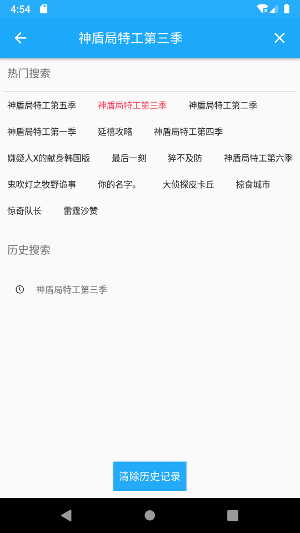 4:54
神盾局特工第三季
热门搜索
神盾局特工第五季 神盾局特工第三季 神盾局特工第二季
神盾局特工第一季 延禧攻略 神盾局特工第四季
嫌疑人X的献身韩国版 最后一刻 猝不及防 神盾局特工第六季
鬼吹灯之牧野诡事 你的名字。 大侦探皮卡丘 掠食城市
惊奇队长 雷霆沙赞
历史搜索
神盾局特工第三季
清除历史记录